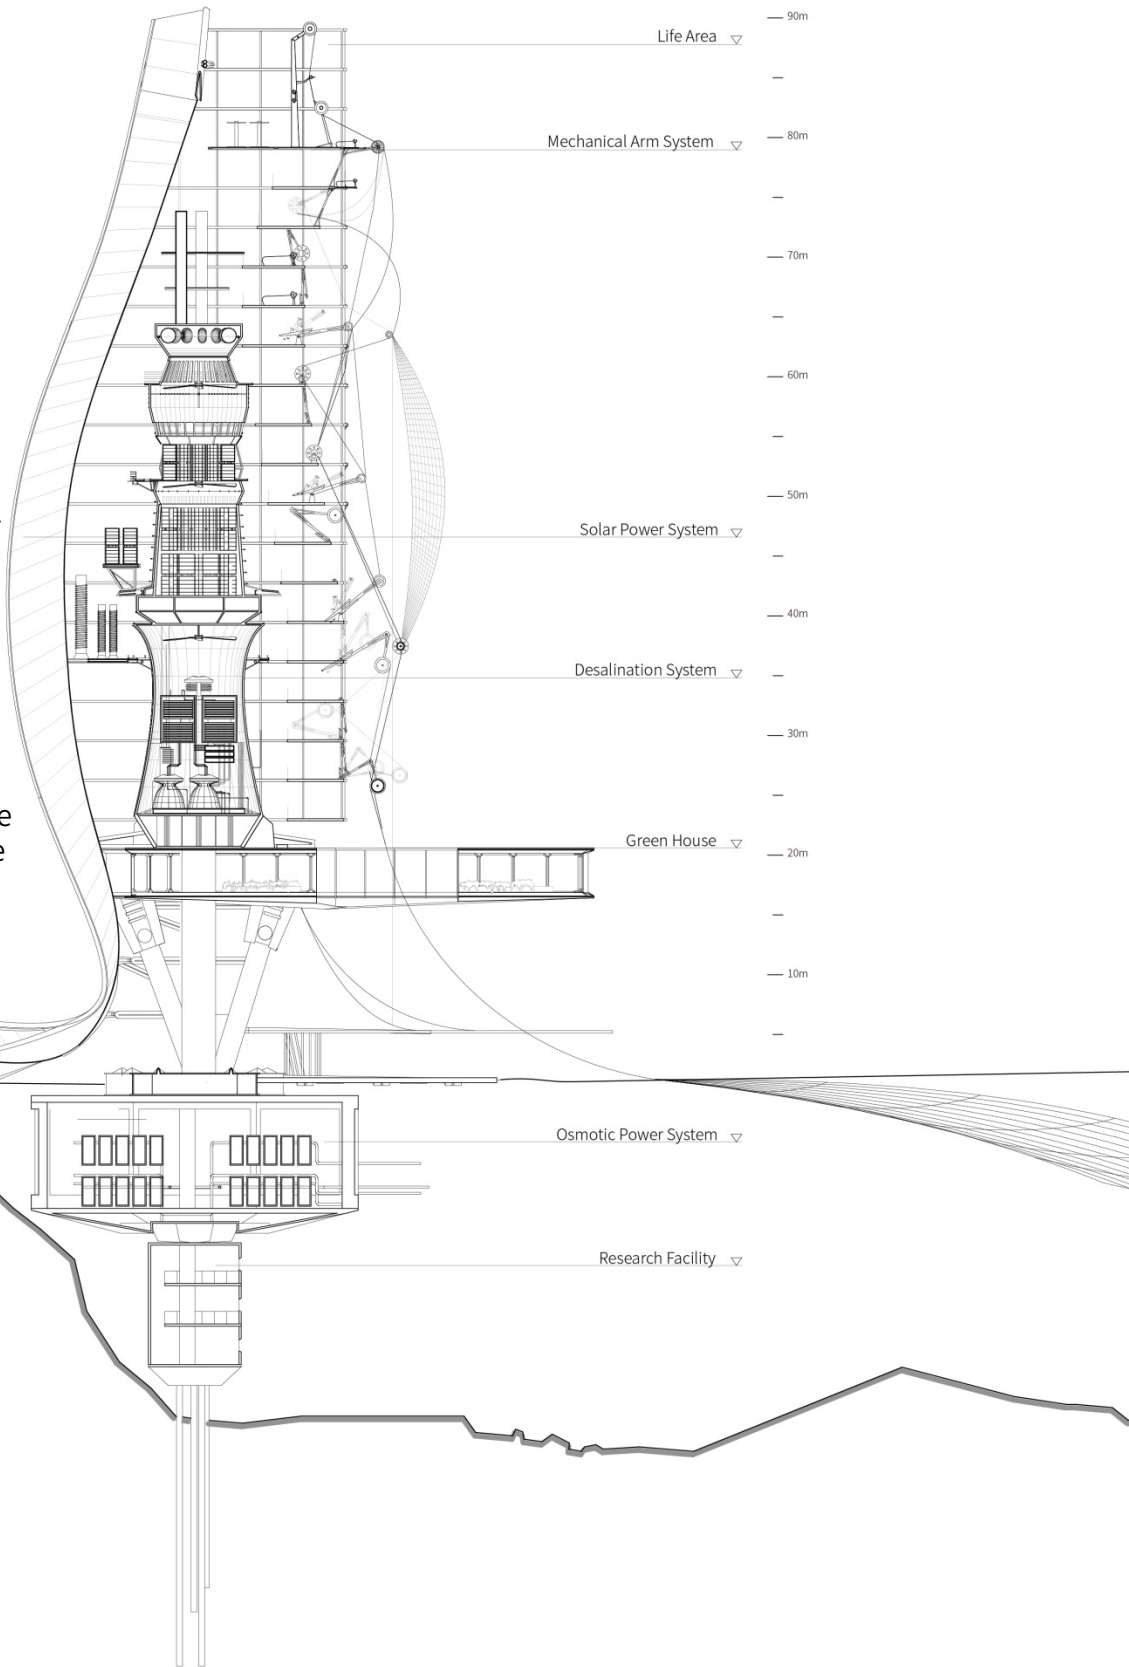 90m
Life Area
Mechanical Arm System
80m
70m
60m
50m
Solar Power System
40m
Desalination System
30m
Green House
20m
10m
Osmotic Power System
Research Facility